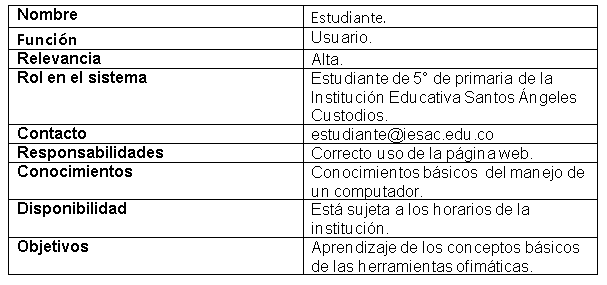 Nombre Estudiante.
Función Usuario.
Relevancia Alta.
Rol en el sistema Estudiante de 5° de primaria de la
Institución Educativa Santos Ángeles
Custodios.
Contacto estudiante@iesac.edu.co
Responsabilidades Correcto uso de la página web.
Conocimientos Conocimientos básicos del manejo de
un computador.
Disponibilidad Está sujeta a los horarios de la
institución.
Objetivos Aprendizaje de los conceptos básicos
de las herramientas ofimáticas.